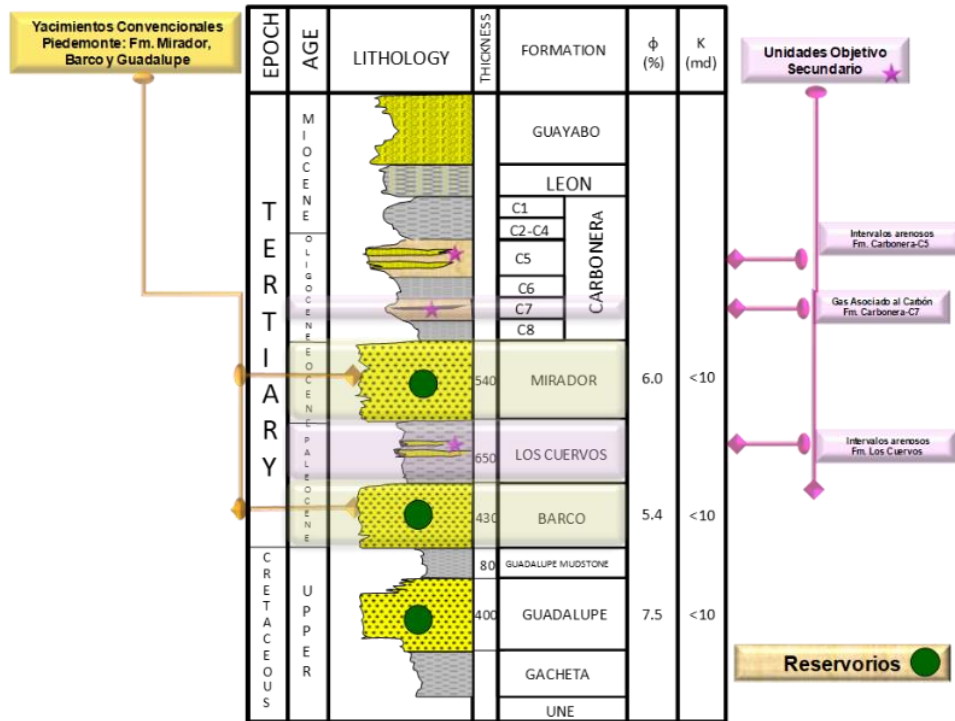 Yacimientos Convencionales
Piedemonte: Fm. Mirador,
Barco y Guadalupe
EPOCH
AGE
LITHOLOGY
THICKNESS
FORMATION
ϕ
(%)
K
(md)
Unidades Objetivo
Secundario
TERTIARY
MIOCENE
OLIGOCENE
EOCENE
PALEOCENE
CRETACEOUS
UPPER
GUAYABO
LEON
C1
C2-C4
C5
C6
C7
C8
CARBONERA
540
MIRADOR
6.0
<10
650
LOS CUERVOS
430
BARCO
5.4
<10
80
GUADALUPE MUDSTONE
400
GUADALUPE
7.5
<10
GACHETA
UNE
Intervalos arenosos
Fm. Carbonera-C5
Gas Asociado al Carbón
Fm. Carbonera-C7
Intervalos arenosos
Fm. Los Cuervos
Reservorios